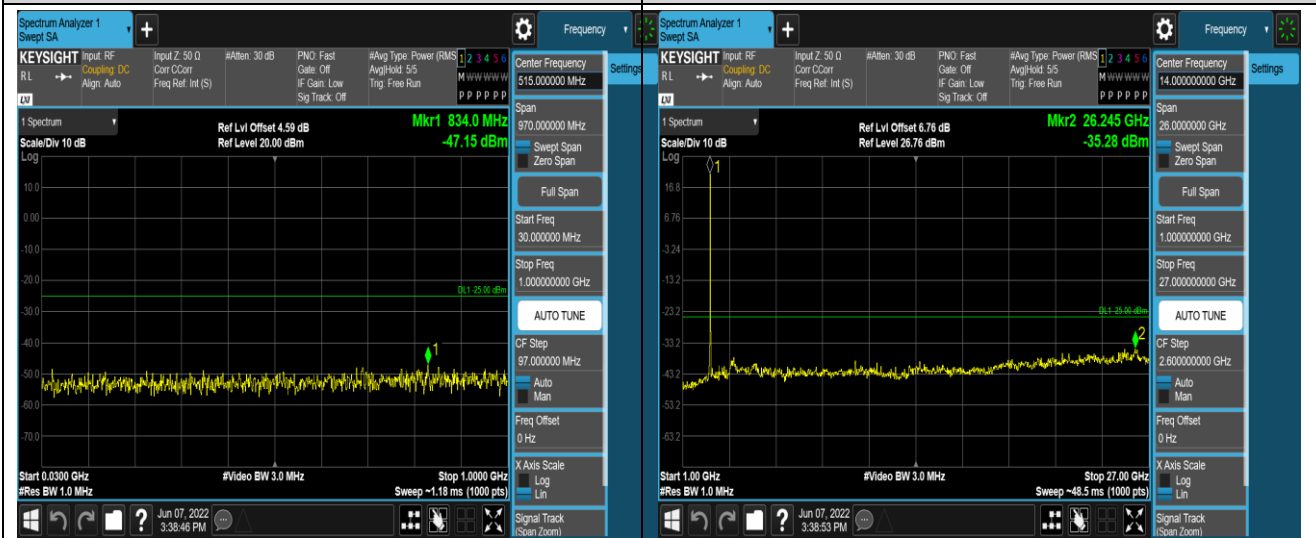 Spectrum Analyzer 1
Swept SA
+
Frequency
KEYSIGHT
Input: RF
Coupling: DC
Align: Auto
Input Z: 50 Ω
Corr CCorr
Freq Ref: Int (S)
#Atten: 30 dB
PNO: Fast
Gate: Off
IF Gain: Low
Sig Track: Off
#Avg Type: Power (RMS
Avg|Hold: 5/5
Trig: Free Run
1 2 3 4 5 6
M W W W W W
P P P P P P
RL
LXI
Center Frequency
515.000000 MHz
Settings
1 Spectrum
Scale/Div 10 dB
Log
Ref Lvl Offset 4.59 dB
Ref Level 20.00 dBm
Mkr1 834.0 MHz
-47.15 dBm
Span
970.000000 MHz
Swept Span
Zero Span
Full Span
Start Freq
30.000000 MHz
Stop Freq
1.000000000 GHz
AUTO TUNE
CF Step
97.000000 MHz
Auto
Man
Freq Offset
0 Hz
X Axis Scale
Log
Lin
Signal Track
(Span Zoom)
10.0
0.00
-10.0
-20.0
-30.0
-40.0
-50.0
-60.0
-70.0
DL1 -25.00 dBm
1
Start 0.0300 GHz
#Res BW 1.0 MHz
#Video BW 3.0 MHz
Stop 1.0000 GHz
Sweep ~1.18 ms (1000 pts)
?
Jun 07, 2022
3:38:46 PM
Spectrum Analyzer 1
Swept SA
+
Frequency
KEYSIGHT
Input: RF
Coupling: DC
Align: Auto
Input Z: 50 Ω
Corr CCorr
Freq Ref: Int (S)
#Atten: 30 dB
PNO: Fast
Gate: Off
IF Gain: Low
Sig Track: Off
#Avg Type: Power (RMS
Avg|Hold: 5/5
Trig: Free Run
1 2 3 4 5 6
M W W W W W
P P P P P P
RL
LXI
Center Frequency
14.000000000 GHz
Settings
1 Spectrum
Scale/Div 10 dB
Log
Ref Lvl Offset 6.76 dB
Ref Level 26.76 dBm
Mkr2 26.245 GHz
-35.28 dBm
Span
26.0000000 GHz
Swept Span
Zero Span
Full Span
Start Freq
1.000000000 GHz
Stop Freq
27.000000000 GHz
AUTO TUNE
CF Step
2.600000000 GHz
Auto
Man
Freq Offset
0 Hz
X Axis Scale
Log
Lin
Signal Track
(Span Zoom)
16.8
6.76
-3.24
-13.2
-23.2
-33.2
-43.2
-53.2
-63.2
DL1 -25.00 dBm
1
2
Start 1.00 GHz
#Res BW 1.0 MHz
#Video BW 3.0 MHz
Stop 27.00 GHz
Sweep ~48.5 ms (1000 pts)
?
Jun 07, 2022
3:38:53 PM